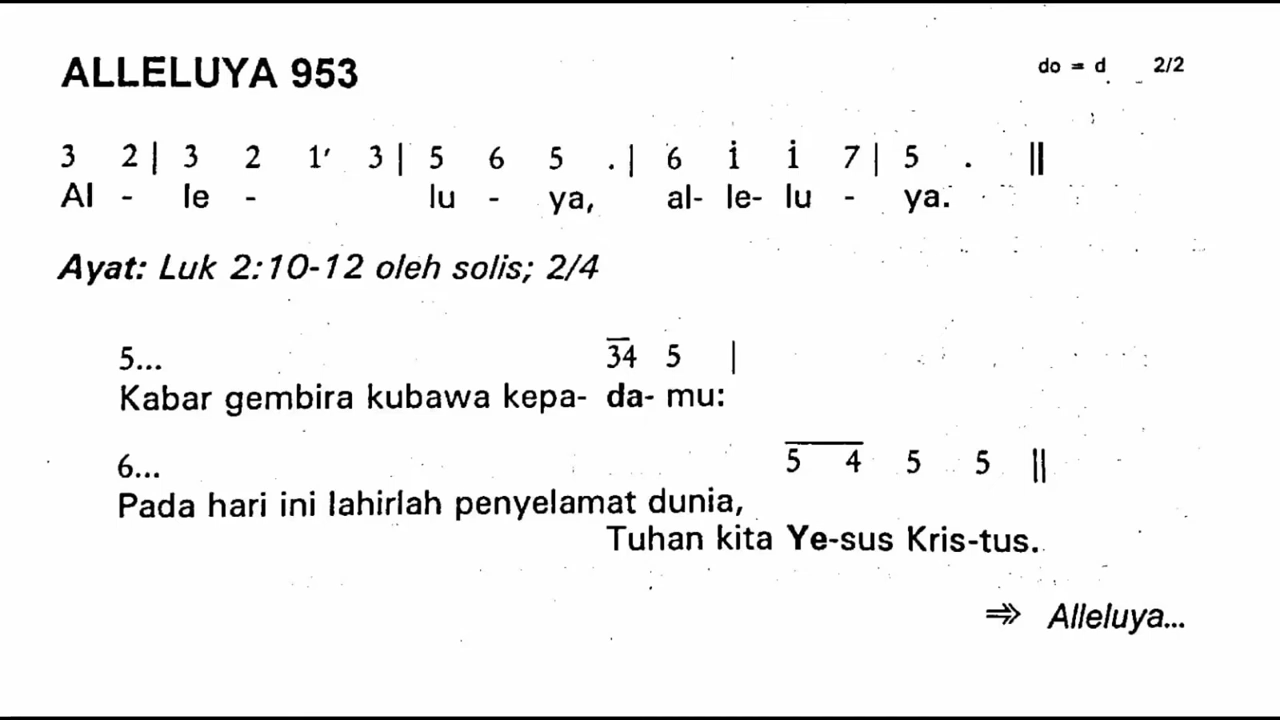 ALLELUYA 953 do = d 2/2
3 2 | 3 2 1' 3 | 5 6 5 . | 6 i̇ i̇ 7 | 5 . ||
Al - le - lu - ya, al- le- lu - ya.
Ayat: Luk 2:10-12 oleh solis; 2/4
5... 3̅4̅ 5 |
Kabar gembira kubawa kepa- da- mu:
6... 5̅ 4̅ 5 5 ||
Pada hari ini lahirlah penyelamat dunia,
Tuhan kita Ye-sus Kris-tus.
⇒ Alleluya...